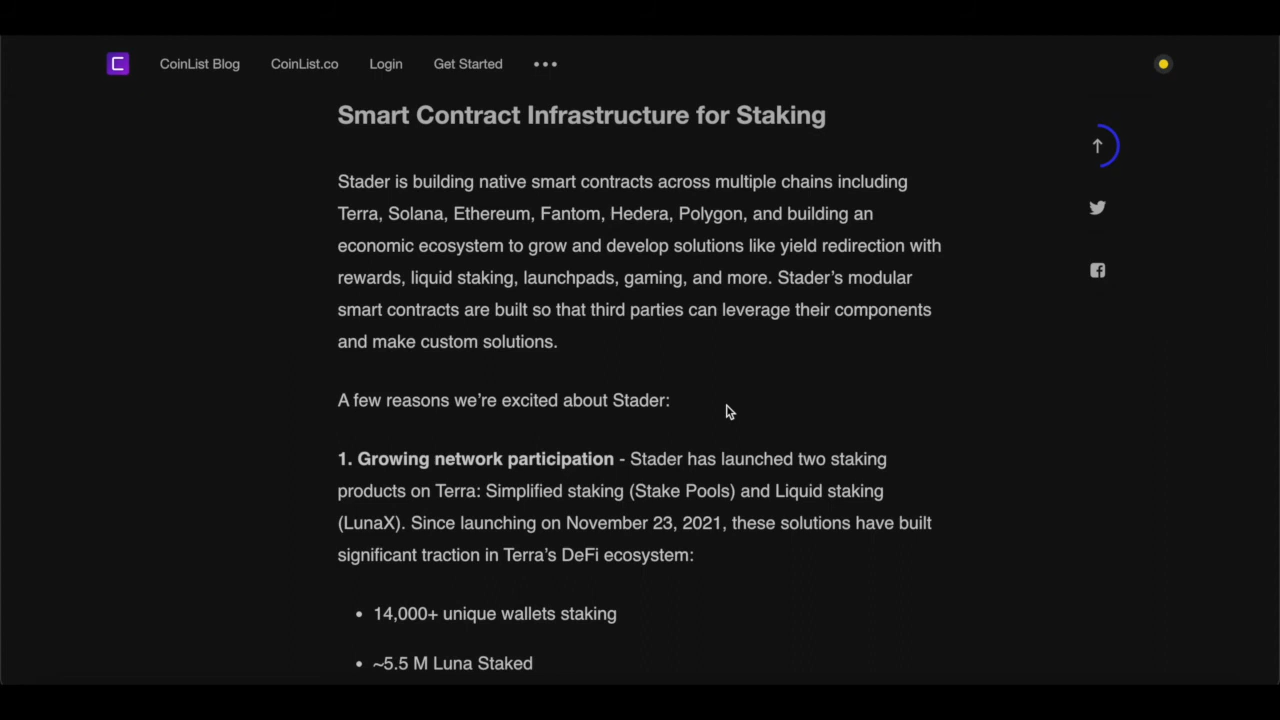 CoinList Blog CoinList.co Login Get Started
Smart Contract Infrastructure for Staking
Stader is building native smart contracts across multiple chains including
Terra, Solana, Ethereum, Fantom, Hedera, Polygon, and building an
economic ecosystem to grow and develop solutions like yield redirection with
rewards, liquid staking, launchpads, gaming, and more. Stader’s modular
smart contracts are built so that third parties can leverage their components
and make custom solutions.
A few reasons we’re excited about Stader:
1. Growing network participation - Stader has launched two staking
products on Terra: Simplified staking (Stake Pools) and Liquid staking
(LunaX). Since launching on November 23, 2021, these solutions have built
significant traction in Terra’s DeFi ecosystem:
• 14,000+ unique wallets staking
• ~5.5 M Luna Staked